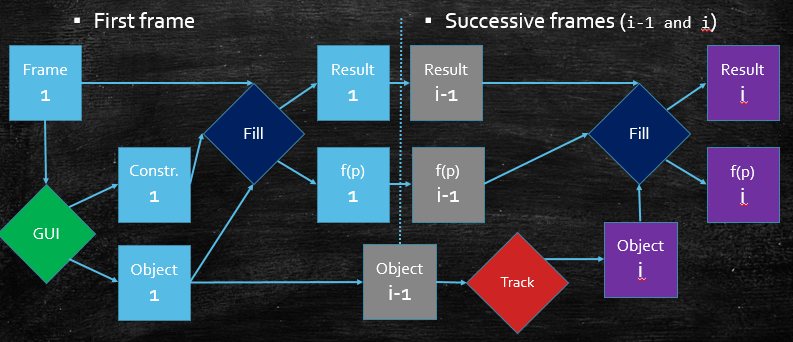 First frame
Successive frames (i-1 and i)
Frame
1
Result
1
Result
i-1
Result
i
Fill
Fill
Constr.
1
f(p)
1
f(p)
i-1
f(p)
i
GUI
Object
1
Object
i-1
Track
Object
i